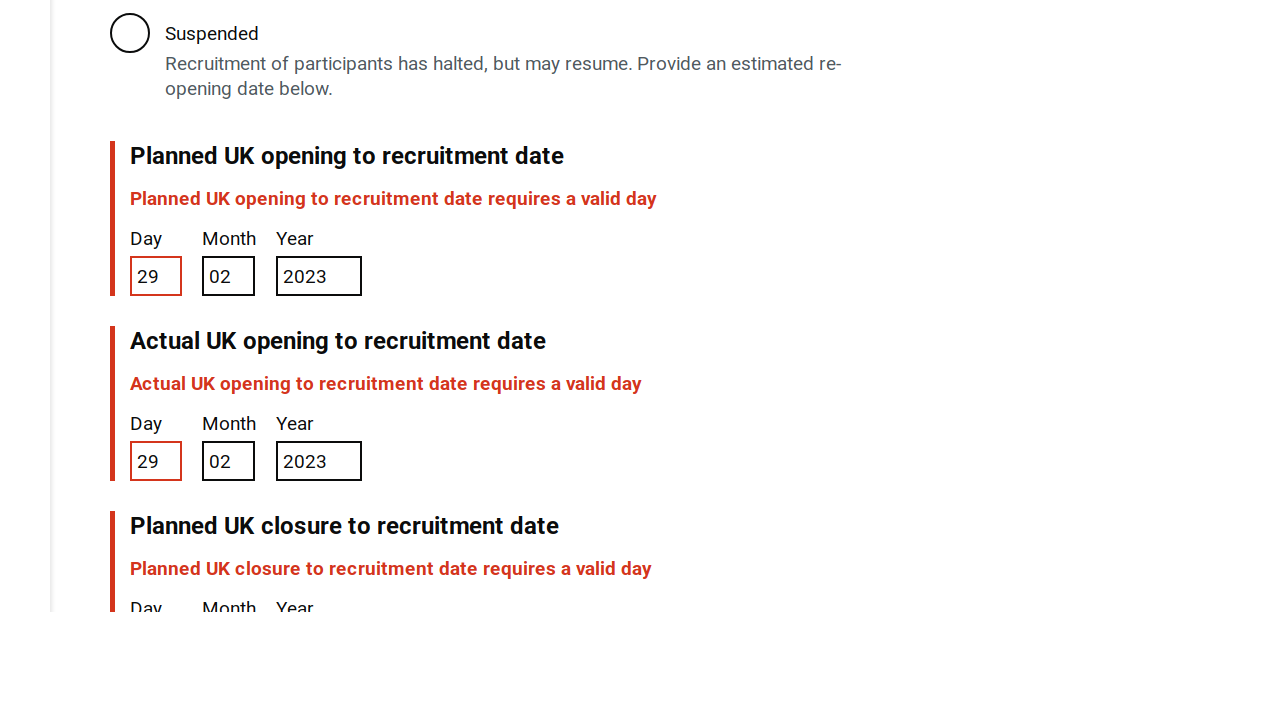 Suspended
Recruitment of participants has halted, but may resume. Provide an estimated re-
opening date below.
Planned UK opening to recruitment date
Planned UK opening to recruitment date requires a valid day
Day Month Year
29 02 2023
Actual UK opening to recruitment date
Actual UK opening to recruitment date requires a valid day
Day Month Year
29 02 2023
Planned UK closure to recruitment date
Planned UK closure to recruitment date requires a valid day
Day Month Year